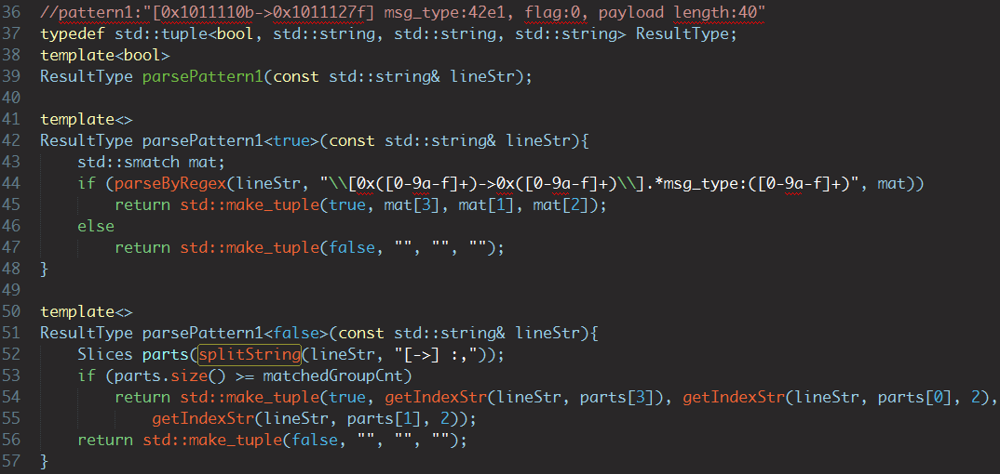 36 //pattern1:"[0x1011110b->0x1011127f] msg_type:42e1, flag:0, payload length:40"
37 typedef std::tuple<bool, std::string, std::string, std::string> ResultType;
38 template<bool>
39 ResultType parsePattern1(const std::string& lineStr);
40
41 template<>
42 ResultType parsePattern1<true>(const std::string& lineStr){
43     std::smatch mat;
44     if (parseByRegex(lineStr, "\\[0x([0-9a-f]+)->0x([0-9a-f]+)\\].*msg_type:([0-9a-f]+)", mat))
45         return std::make_tuple(true, mat[3], mat[1], mat[2]);
46     else
47         return std::make_tuple(false, "", "", "");
48 }
49
50 template<>
51 ResultType parsePattern1<false>(const std::string& lineStr){
52     Slices parts(splitString(lineStr, "[->] :,"));
53     if (parts.size() >= matchedGroupCnt)
54         return std::make_tuple(true, getIndexStr(lineStr, parts[3]), getIndexStr(lineStr, parts[0], 2),
55             getIndexStr(lineStr, parts[1], 2));
56     return std::make_tuple(false, "", "", "");
57 }